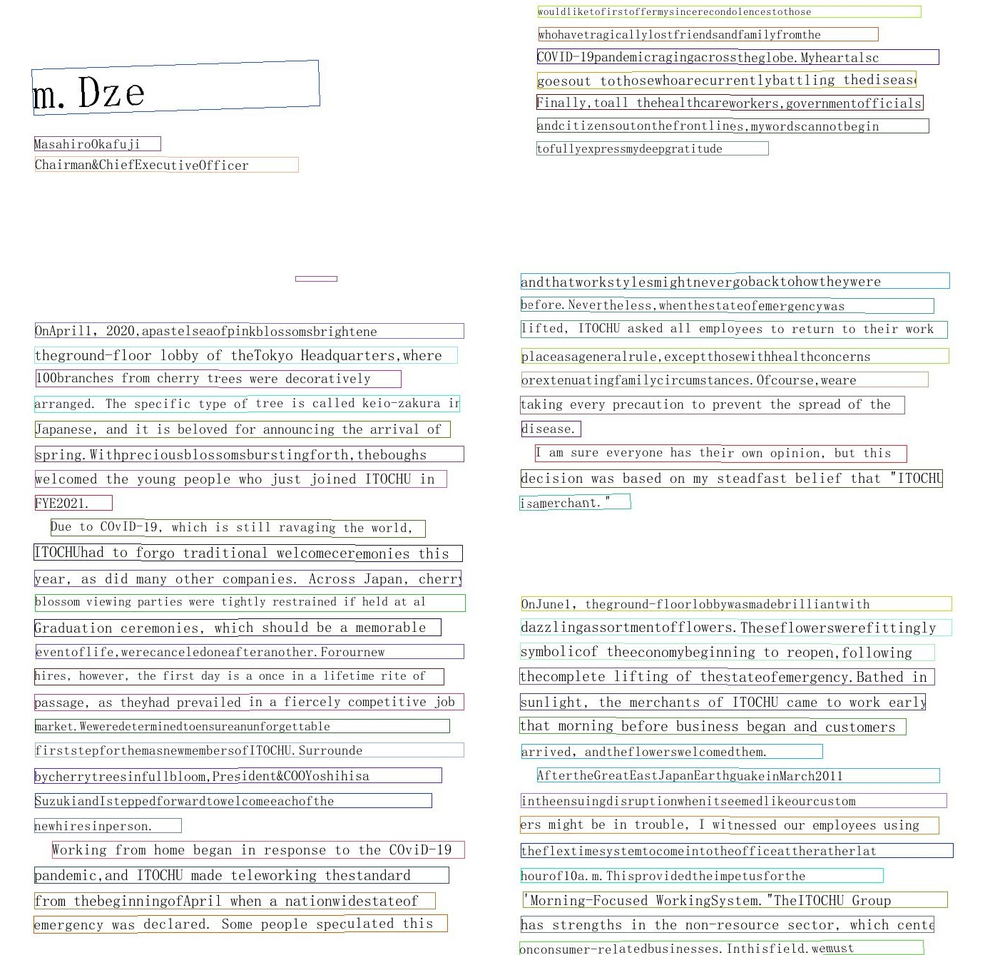 m. Dze
MasahiroOkafuji
Chairman&ChiefExecutiveOfficer
wouldliketofirstoffermysincerecondolencestothose
whohavetragicallylostfriendsandfamilyfromthe
COVID-19pandemicragingacrosstheglobe.Myheartalsc
goesout tothosewhoarecurrentlybattling thediseas
Finally,toall thehealthcareworkers,governmentofficials
andcitizensoutonthefrontlines,mywordscannotbegin
tofullyexpressmydeepgratitude
OnApril1, 2020,apastelseaofpinkblossomsbrightene
theground-floor lobby of theTokyo Headquarters,where
100branches from cherry trees were decoratively
arranged. The specific type of tree is called keio-zakura in
Japanese, and it is beloved for announcing the arrival of
spring.Withpreciousblossomsburstingforth,theboughs
welcomed the young people who just joined ITOCHU in
FYE2021.
Due to COvID-19, which is still ravaging the world,
ITOCHUhad to forgo traditional welcomeceremonies this
year, as did many other companies. Across Japan, cherry
blossom viewing parties were tightly restrained if held at al
Graduation ceremonies, which should be a memorable
eventoflife,werecanceledoneafteranother.Forournew
hires, however, the first day is a once in a lifetime rite of
passage, as theyhad prevailed in a fiercely competitive job
market.Weweredeterminedtoensureanunforgettable
firststepforthemasnewmembersofITOCHU.Surrounde
bycherrytreesinfullbloom,President&COOYoshihisa
SuzukiandIsteppedforwardtowelcomeeachofthe
newhiresinperson.
Working from home began in response to the COviD-19
pandemic,and ITOCHU made teleworking thestandard
from thebeginningofApril when a nationwidestateof
emergency was declared. Some people speculated this
andthatworkstylesmightnevergobacktohowtheywere
before.Nevertheless,whenthestateofemergencywas
lifted, ITOCHU asked all employees to return to their work
placeasageneralrule,exceptthosewithhealthconcerns
orextenuatingfamilycircumstances.Ofcourse,weare
taking every precaution to prevent the spread of the
disease.
I am sure everyone has their own opinion, but this
decision was based on my steadfast belief that "ITOCHU
isamerchant."
OnJune1, theground-floorlobbywasmadebrilliantwith
dazzlingassortmentofflowers.Theseflowerswerefittingly
symbolicof theeconomybeginning to reopen,following
thecomplete lifting of thestateofemergency.Bathed in
sunlight, the merchants of ITOCHU came to work early
that morning before business began and customers
arrived, andtheflowerswelcomedthem.
AftertheGreatEastJapanEarthguakeinMarch2011
intheensuingdisruptionwhenitseemedlikeourcustom
ers might be in trouble, I witnessed our employees using
theflextimesystemtocomeintotheofficeattheratherlat
hourof10a.m.Thisprovidedtheimpetusforthe
'Morning-Focused WorkingSystem."TheITOCHU Group
has strengths in the non-resource sector, which cente
onconsumer-relatedbusinesses.Inthisfield.wemust